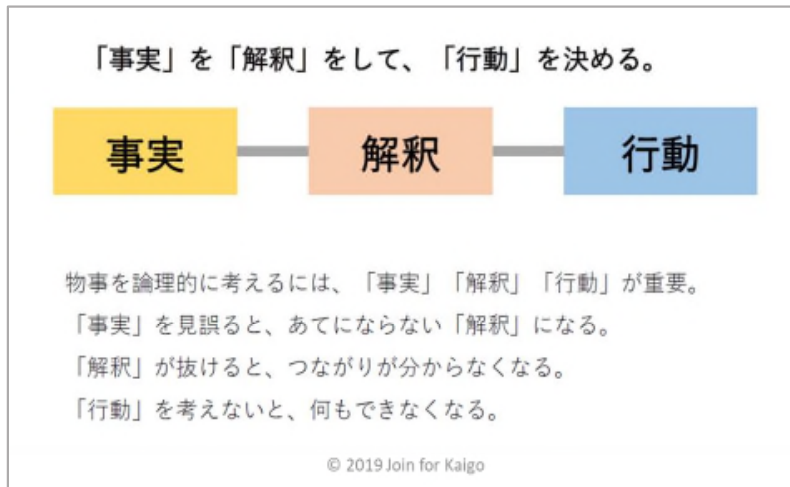 「事実」を「解釈」をして、「行動」を決める。
事実
解釈
行動
物事を論理的に考えるには、「事実」「解釈」「行動」が重要。
「事実」を見誤ると、あてにならない「解釈」になる。
「解釈」が抜けると、つながりが分からなくなる。
「行動」を考えないと、何もできなくなる。
© 2019 Join for Kaigo